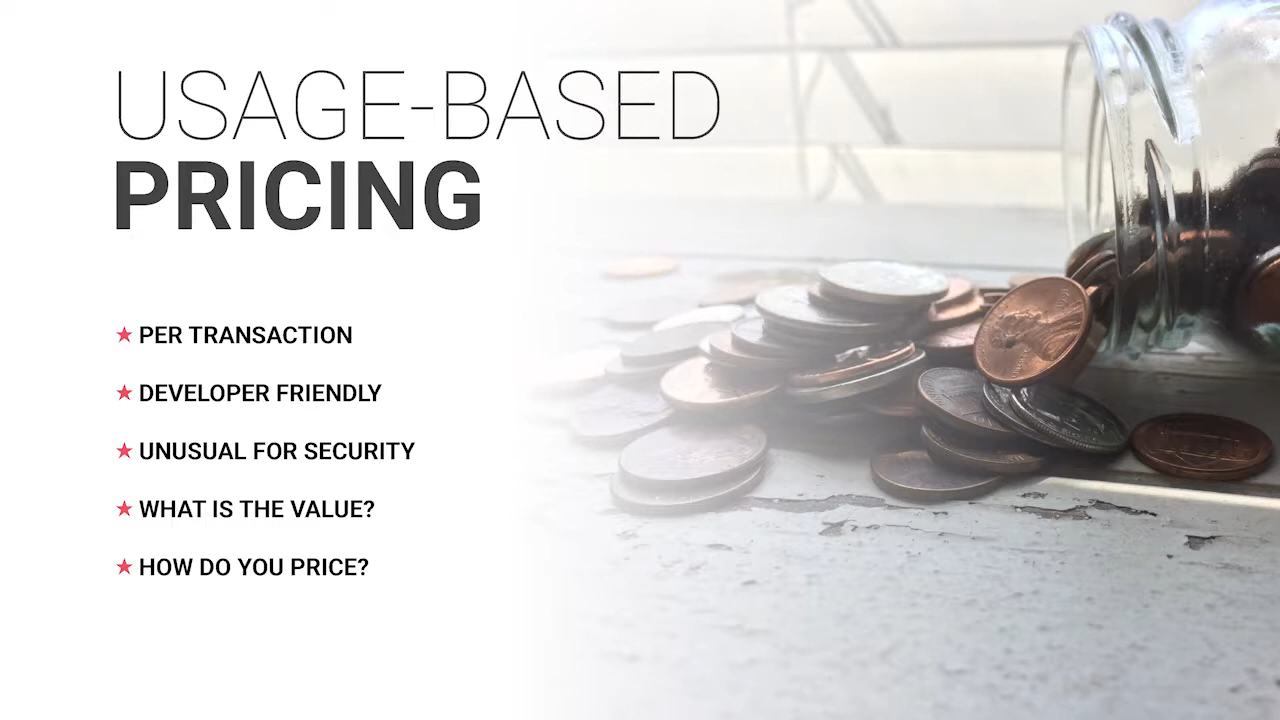 USAGE-BASED
PRICING
PER TRANSACTION
DEVELOPER FRIENDLY
UNUSUAL FOR SECURITY
WHAT IS THE VALUE?
HOW DO YOU PRICE?